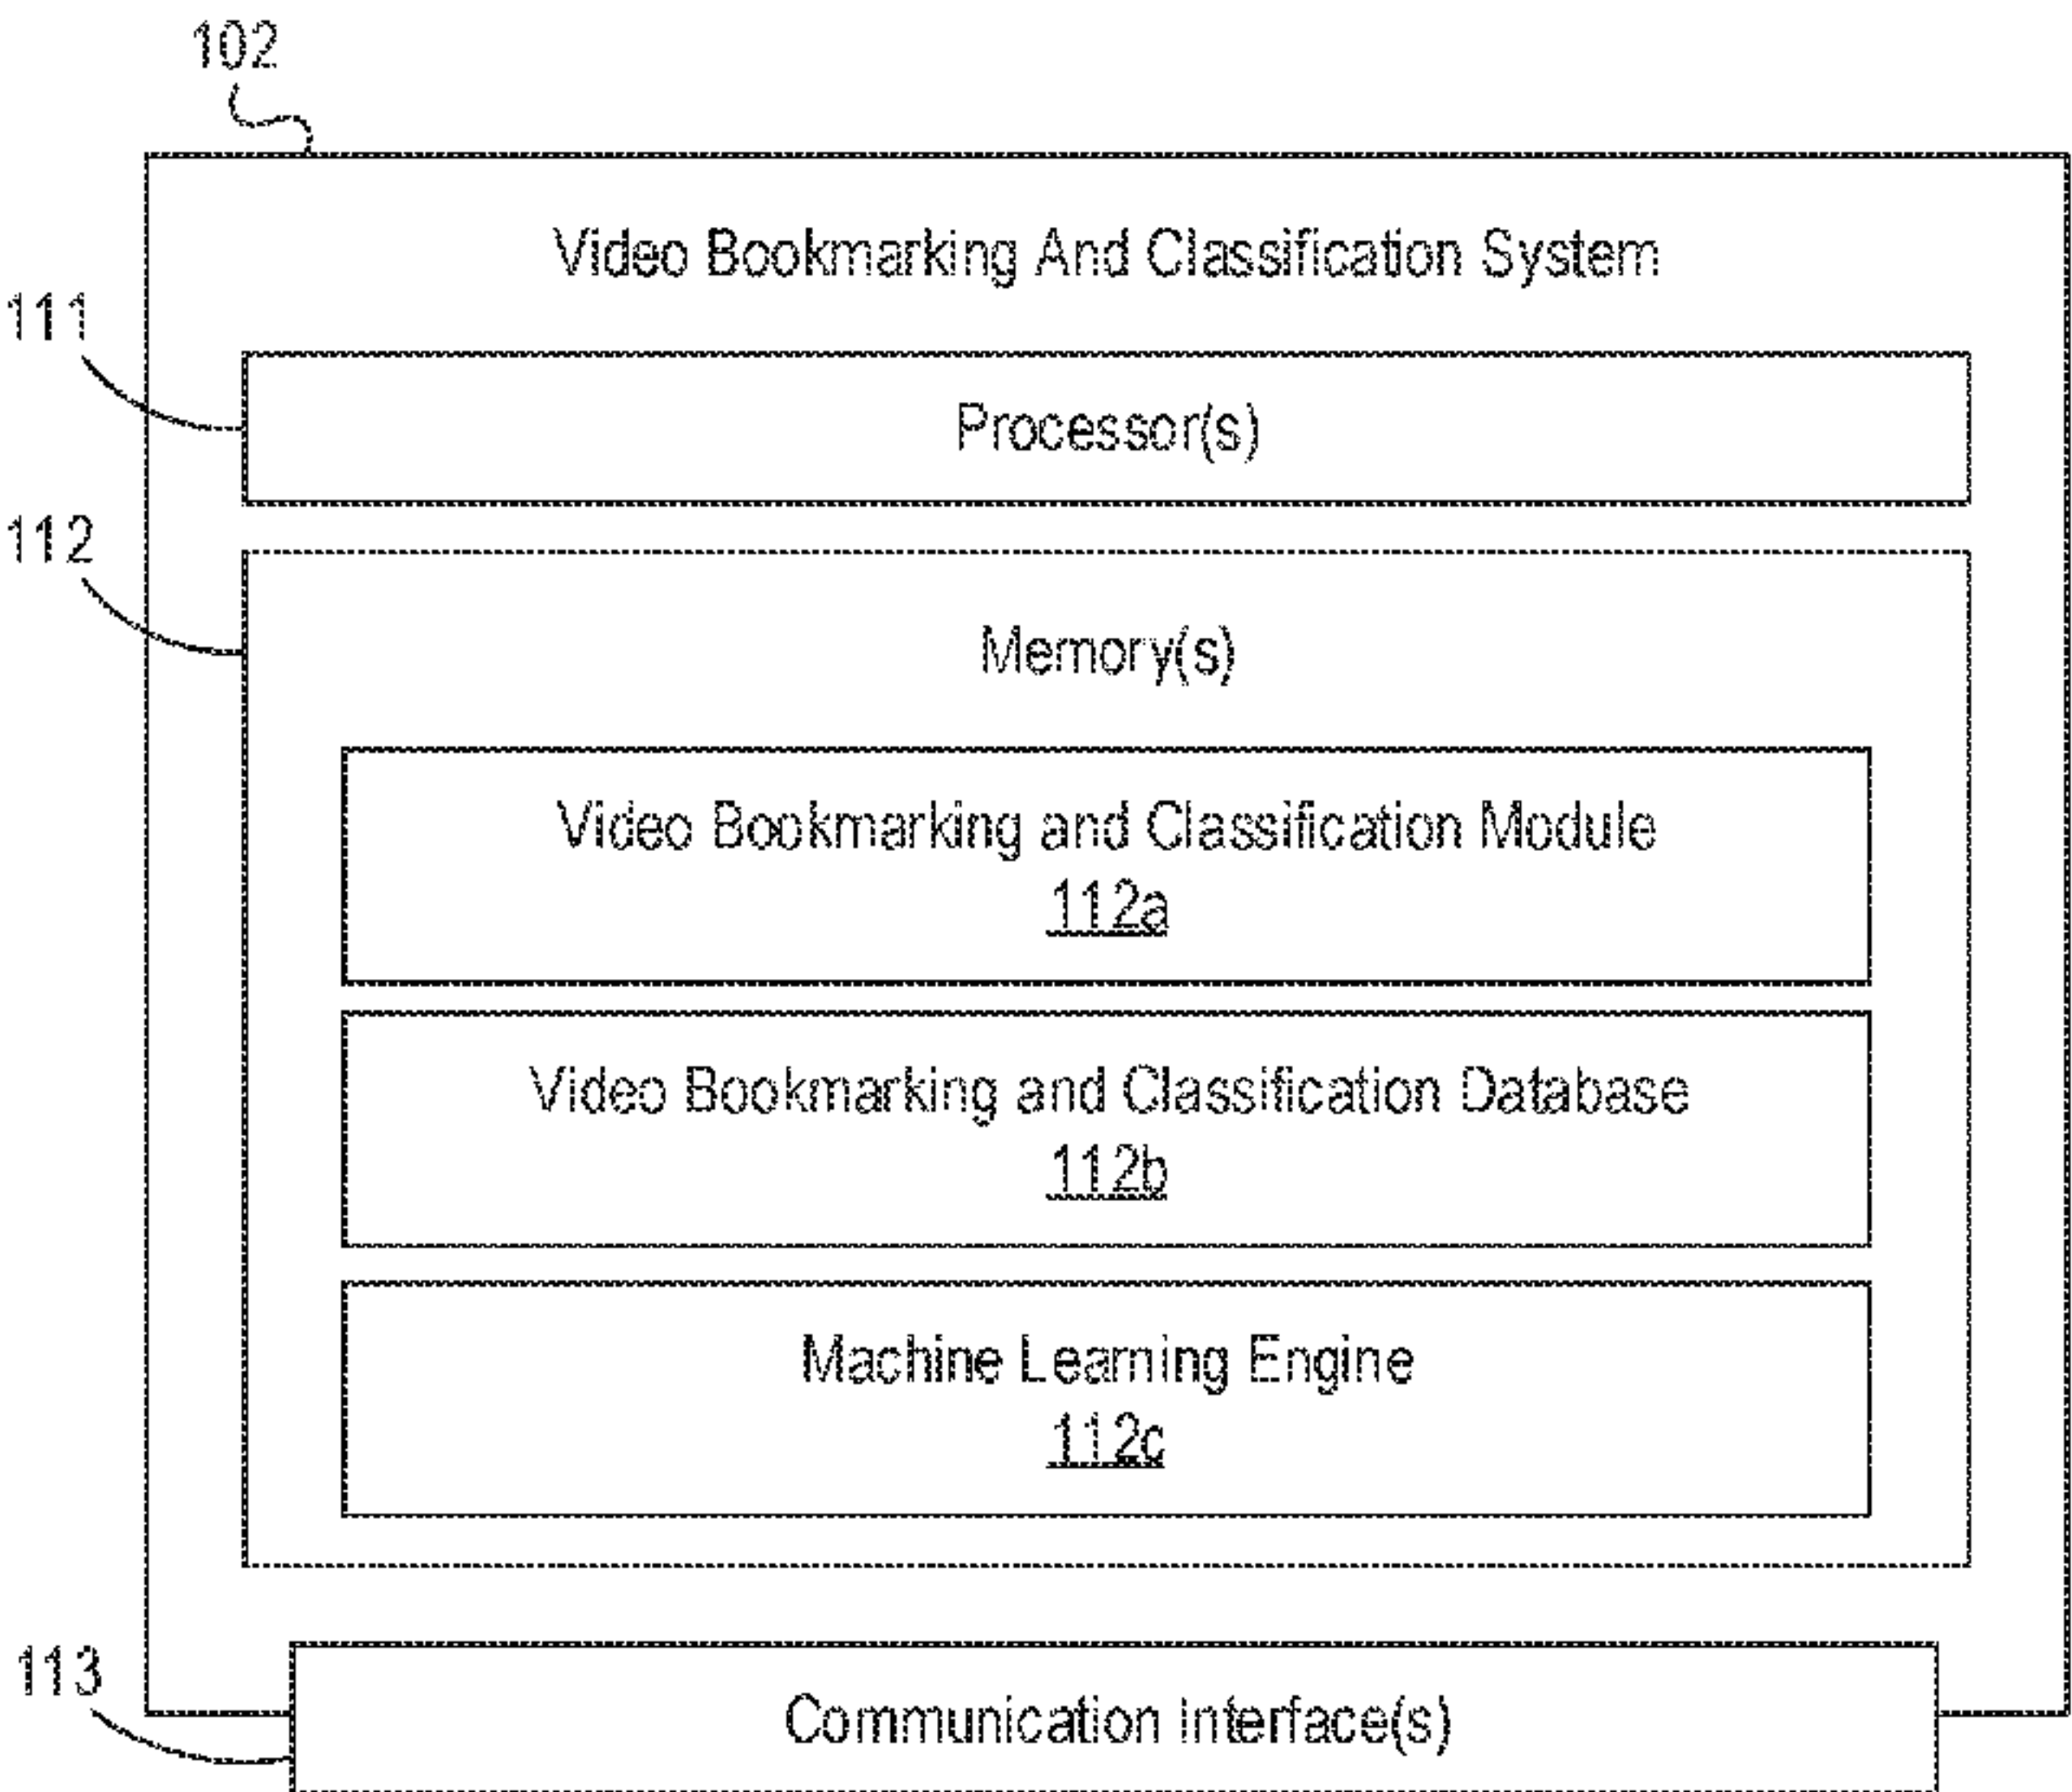 102
Video Bookmarking And Classification System
111
Processor(s)
112
Memory(s)
Video Bookmarking and Classification Module
112a
Video Bookmarking and Classification Database
112b
Machine Learning Engine
112c
113
Communication Interface(s)